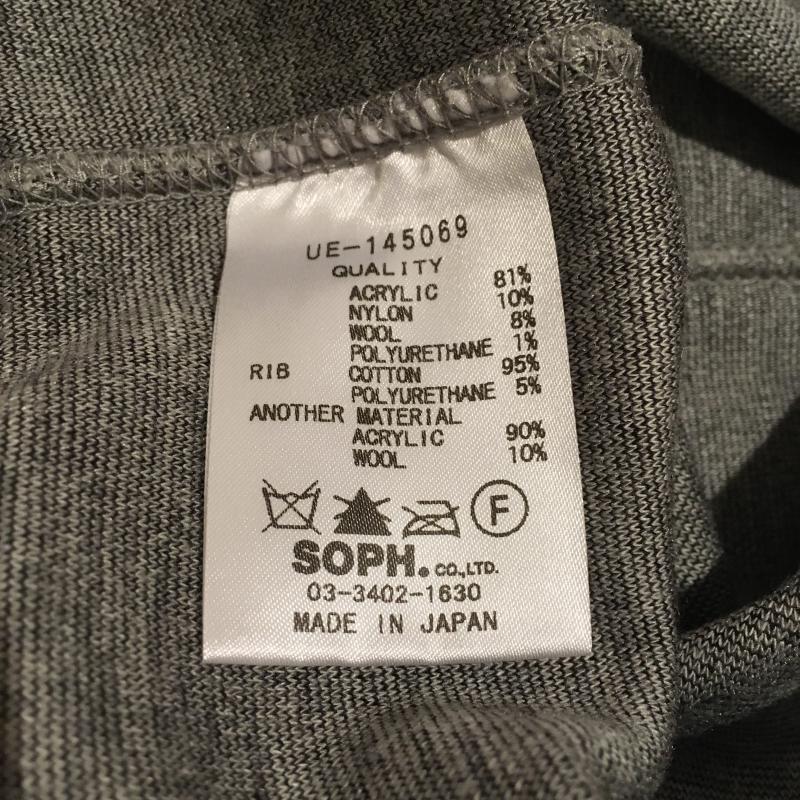 UE-145069
QUALITY
ACRYLIC 81%
NYLON 10%
WOOL 8%
POLYURETHANE 1%
RIB COTTON 95%
POLYURETHANE 5%
ANOTHER MATERIAL
ACRYLIC 90%
WOOL 10%
F
SOPH. CO.,LTD.
03-3402-1630
MADE IN JAPAN